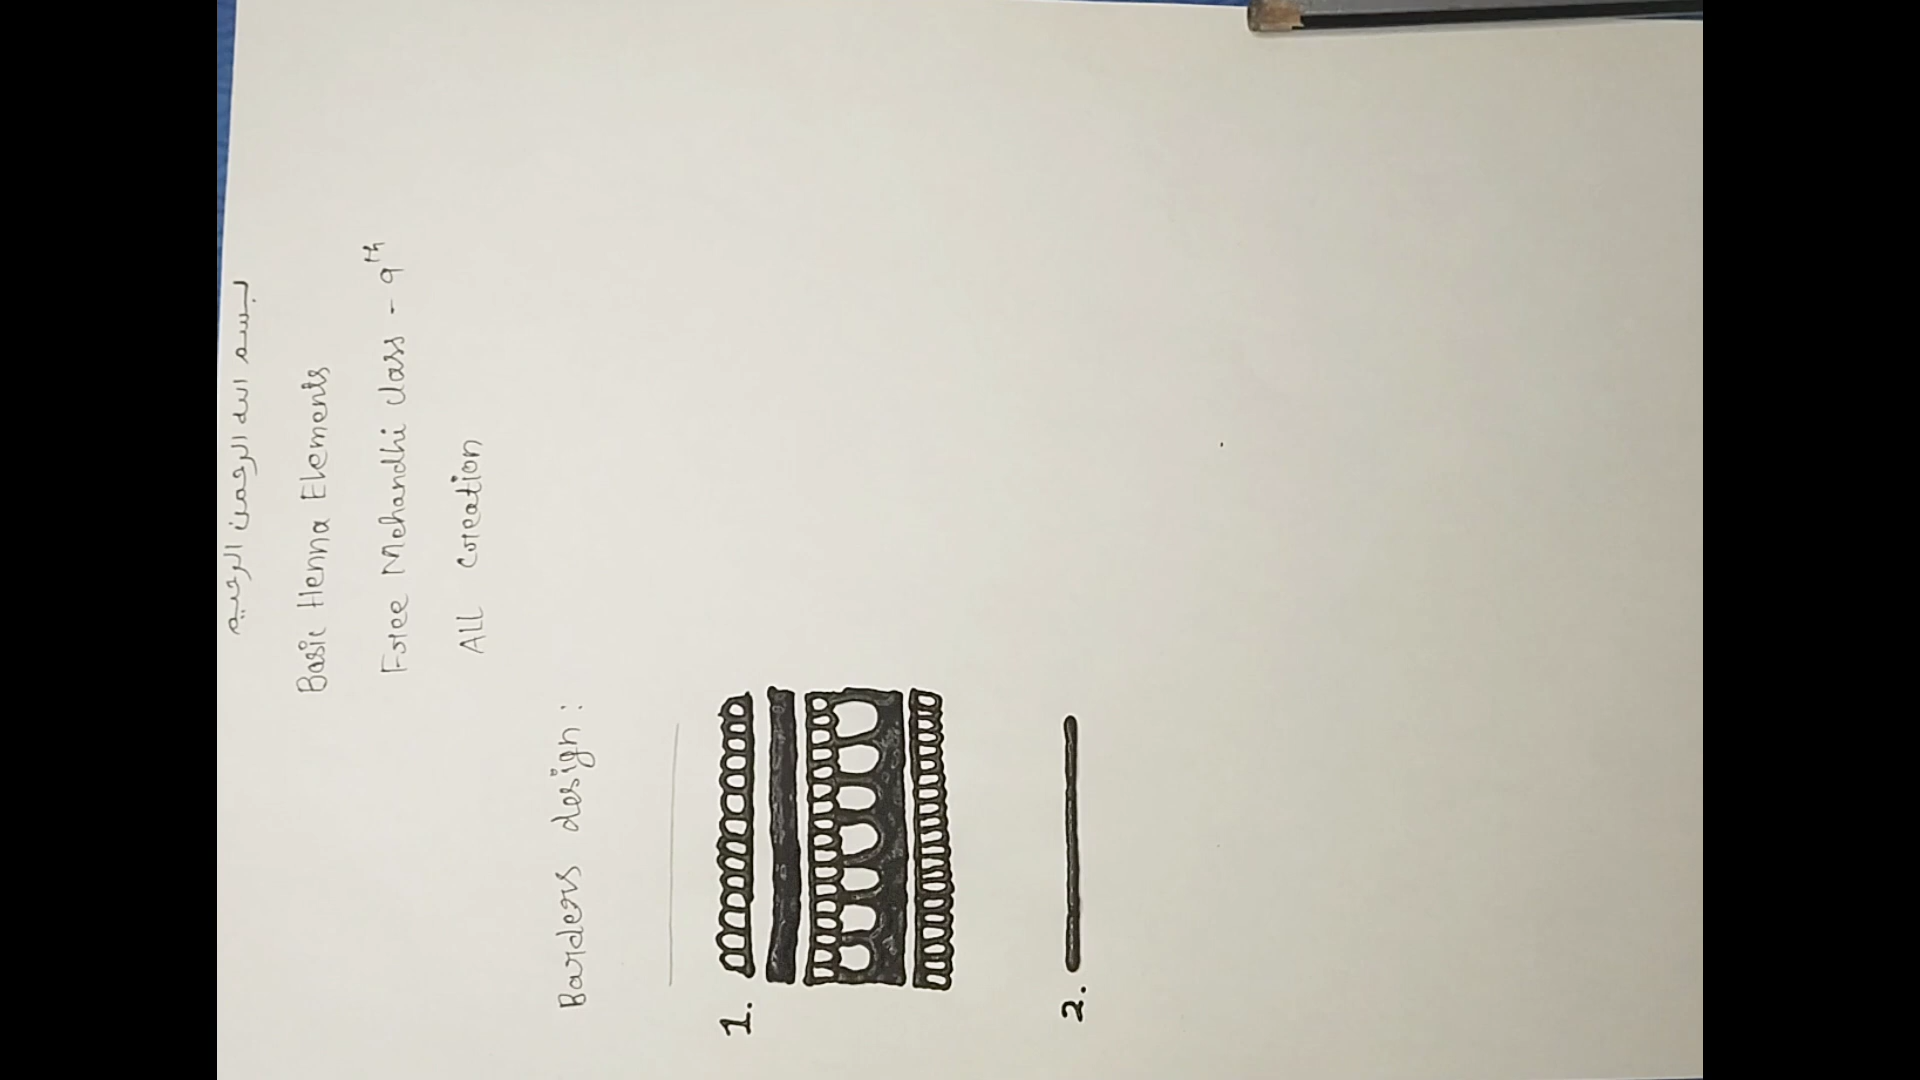 بسم الله الرحمن الرحيم
Basic Henna Elements
Free Mehandhi class - 9th
All Creation
Borders design :
1.
2.